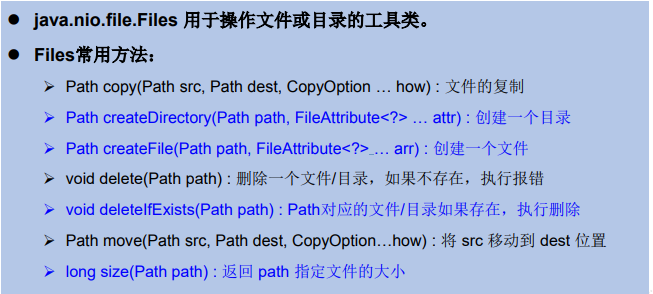 ● java.nio.file.Files 用于操作文件或目录的工具类。
● Files常用方法：
➢ Path copy(Path src, Path dest, CopyOption … how) : 文件的复制
➢ Path createDirectory(Path path, FileAttribute<?> … attr) : 创建一个目录
➢ Path createFile(Path path, FileAttribute<?> … arr) : 创建一个文件
➢ void delete(Path path) : 删除一个文件/目录，如果不存在，执行报错
➢ void deleteIfExists(Path path) : Path对应的文件/目录如果存在，执行删除
➢ Path move(Path src, Path dest, CopyOption…how) : 将 src 移动到 dest 位置
➢ long size(Path path) : 返回 path 指定文件的大小